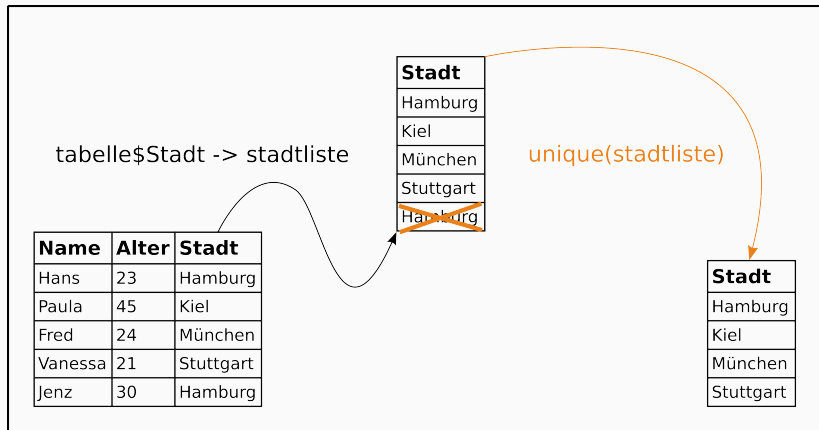 tabelle$Stadt -> stadtliste
Name Alter Stadt
Hans 23 Hamburg
Paula 45 Kiel
Fred 24 München
Vanessa 21 Stuttgart
Jenz 30 Hamburg
Stadt
Hamburg
Kiel
München
Stuttgart
Hamburg
unique(stadtliste)
Stadt
Hamburg
Kiel
München
Stuttgart